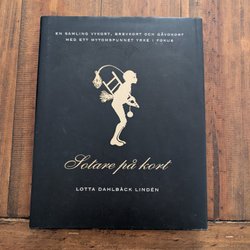 EN SAMLING VYKORT, BREVKORT OCH GÅVOKORT
MED ETT MYTOMSPUNNET YRKE I FOKUS
Sotare på kort
LOTTA DAHLBÄCK LINDÉN